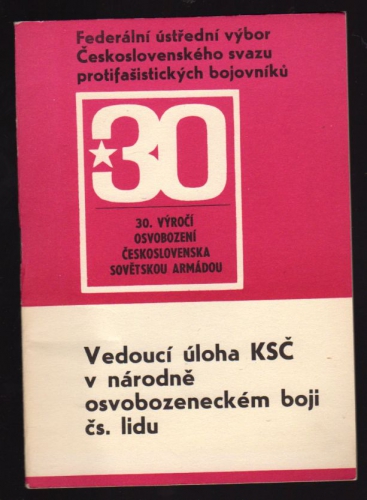 Federální ústřední výbor
Československého svazu
protifašistických bojovníků
30
30. VÝROČÍ
OSVOBOZENÍ
ČESKOSLOVENSKA
SOVĚTSKOU ARMÁDOU
Vedoucí úloha KSČ
v národně
osvobozeneckém boji
čs. lidu